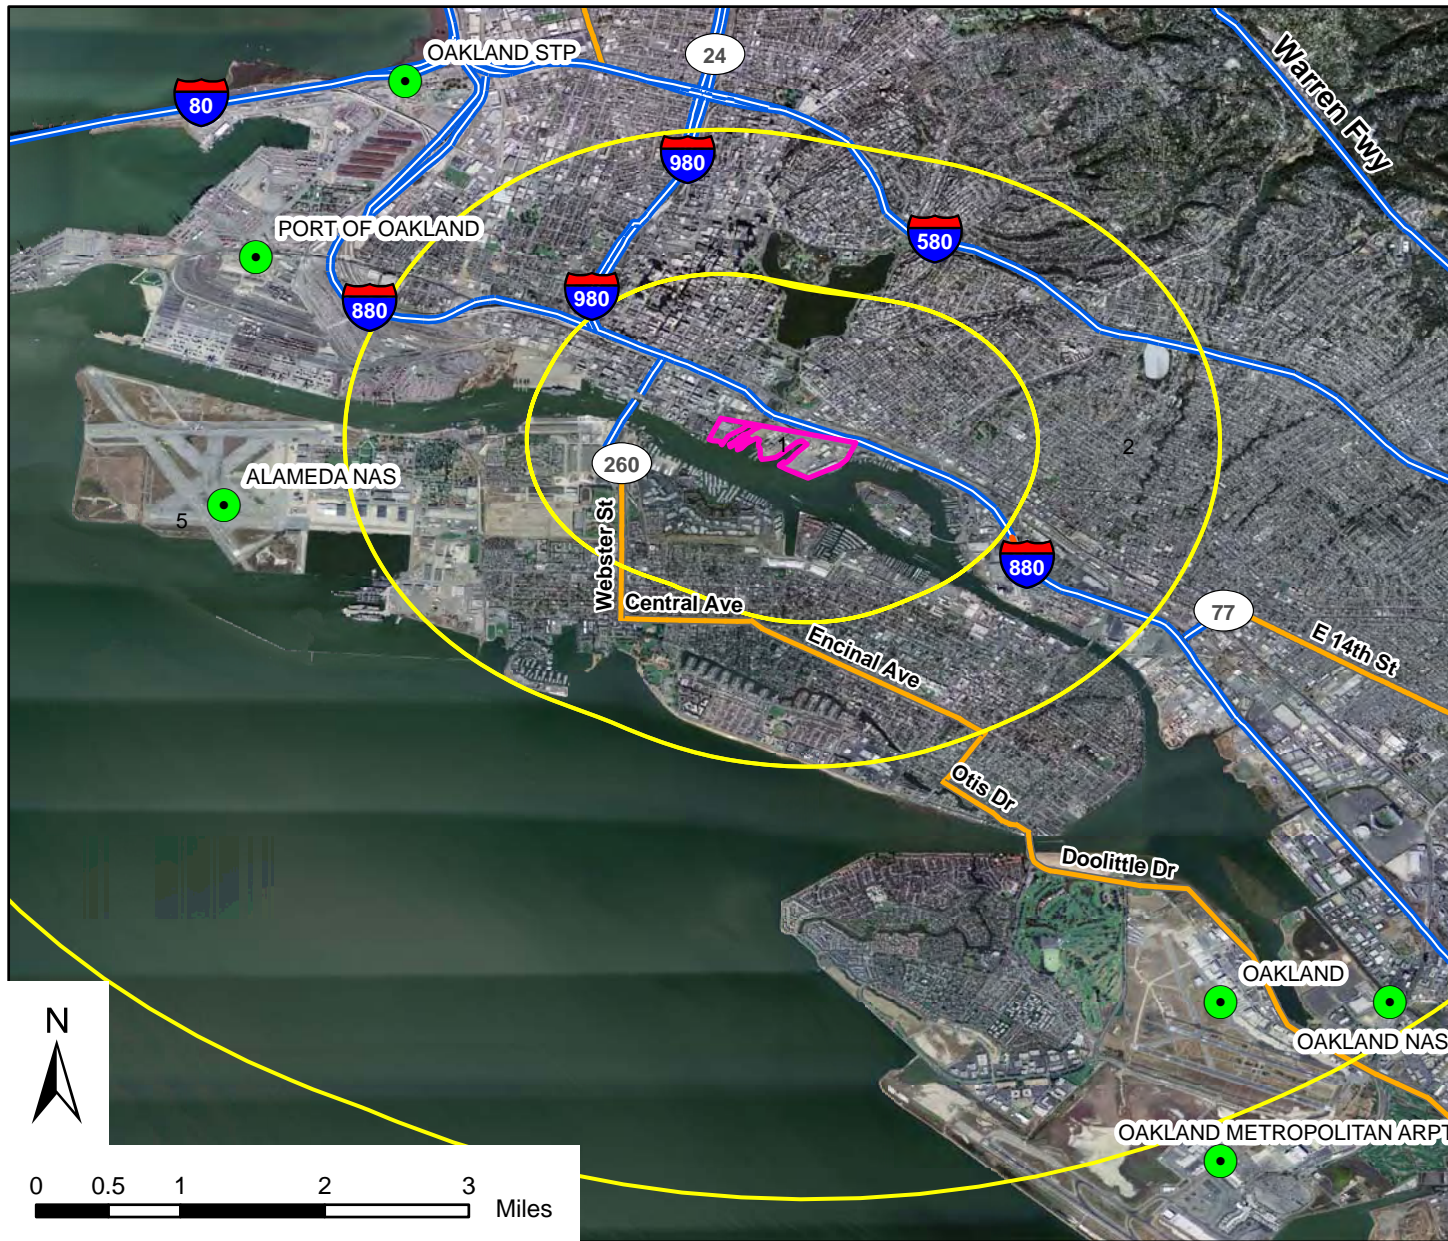 OAKLAND STP
24
Warren Fwy
80
980
PORT OF OAKLAND
580
980
880
1
2
ALAMEDA NAS
260
5
Webster St
880
Central Ave
77
Encinal Ave
E 14th St
Otis Dr
Doolittle Dr
OAKLAND
1
N
OAKLAND NAS
OAKLAND METROPOLITAN ARPT
0 0.5 1 2 3
Miles